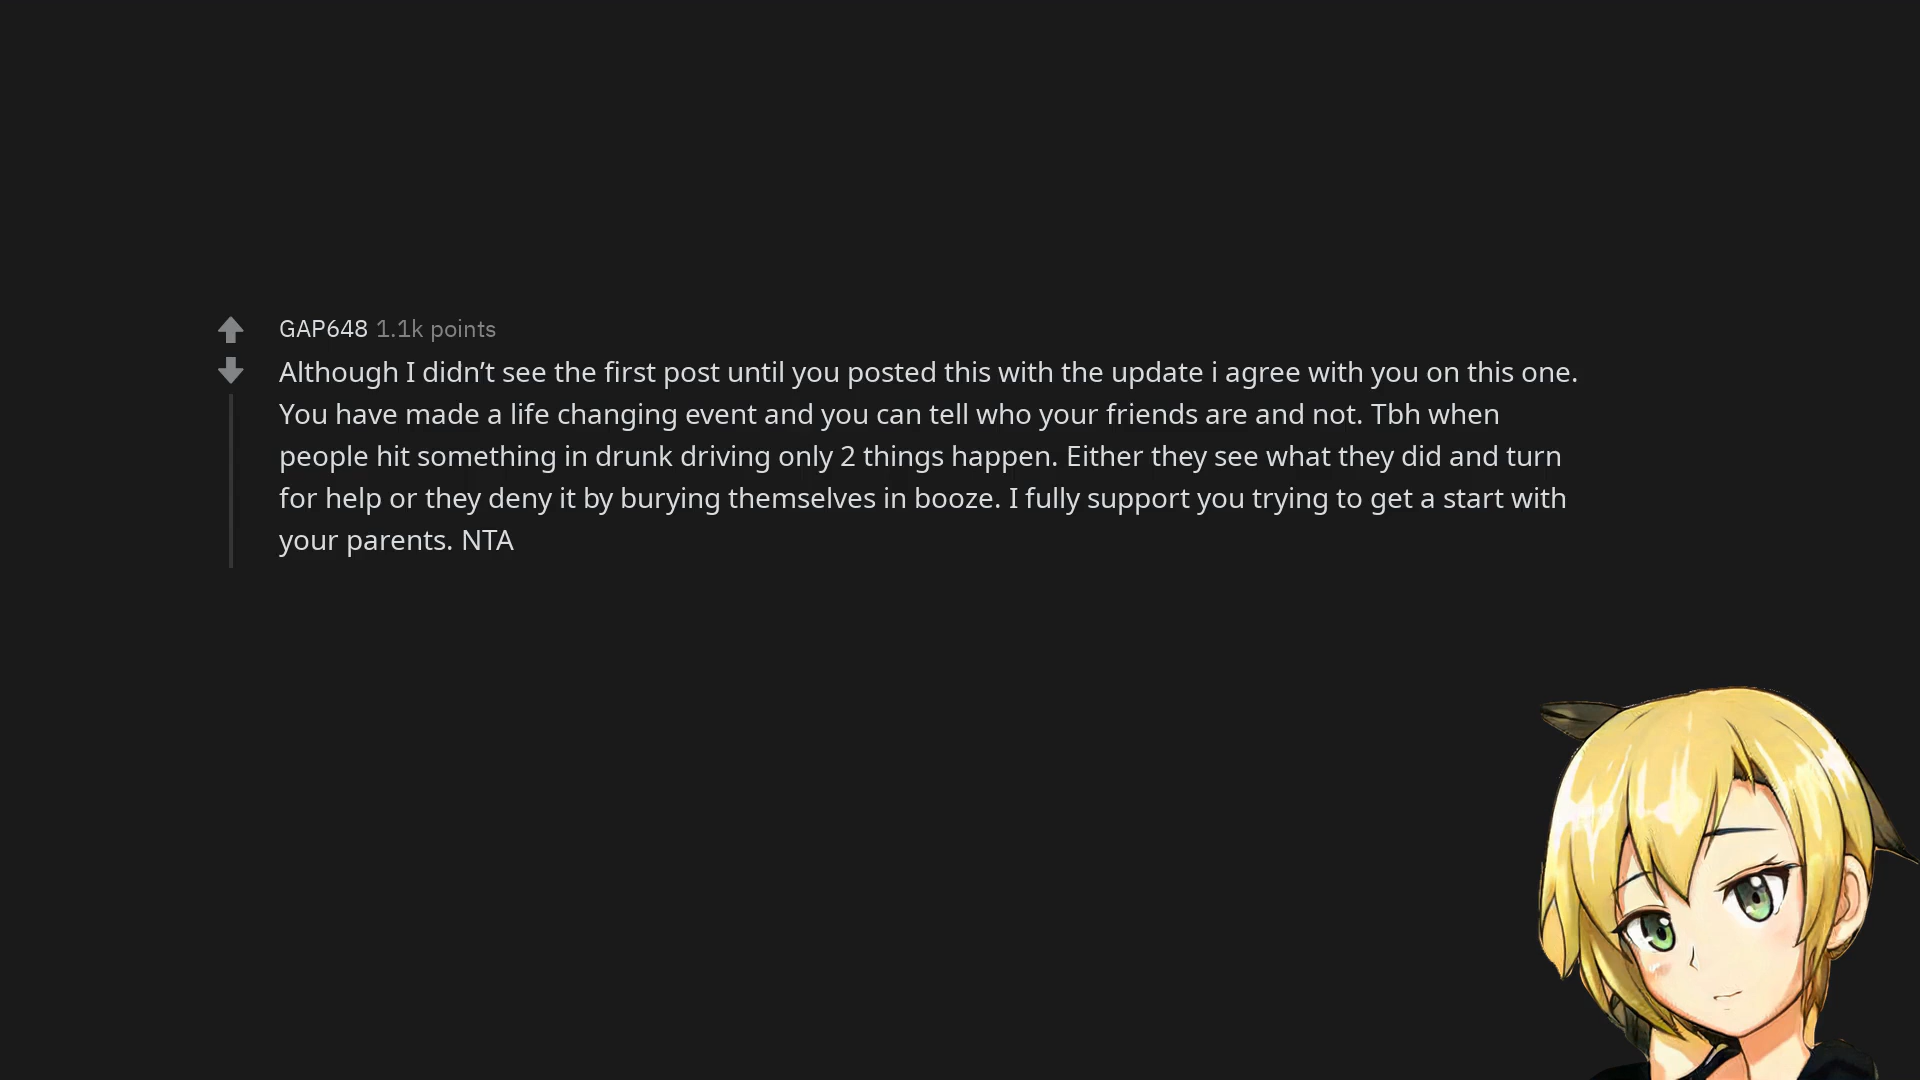 GAP648 1.1k points
Although I didn’t see the first post until you posted this with the update i agree with you on this one.
You have made a life changing event and you can tell who your friends are and not. Tbh when
people hit something in drunk driving only 2 things happen. Either they see what they did and turn
for help or they deny it by burying themselves in booze. I fully support you trying to get a start with
your parents. NTA